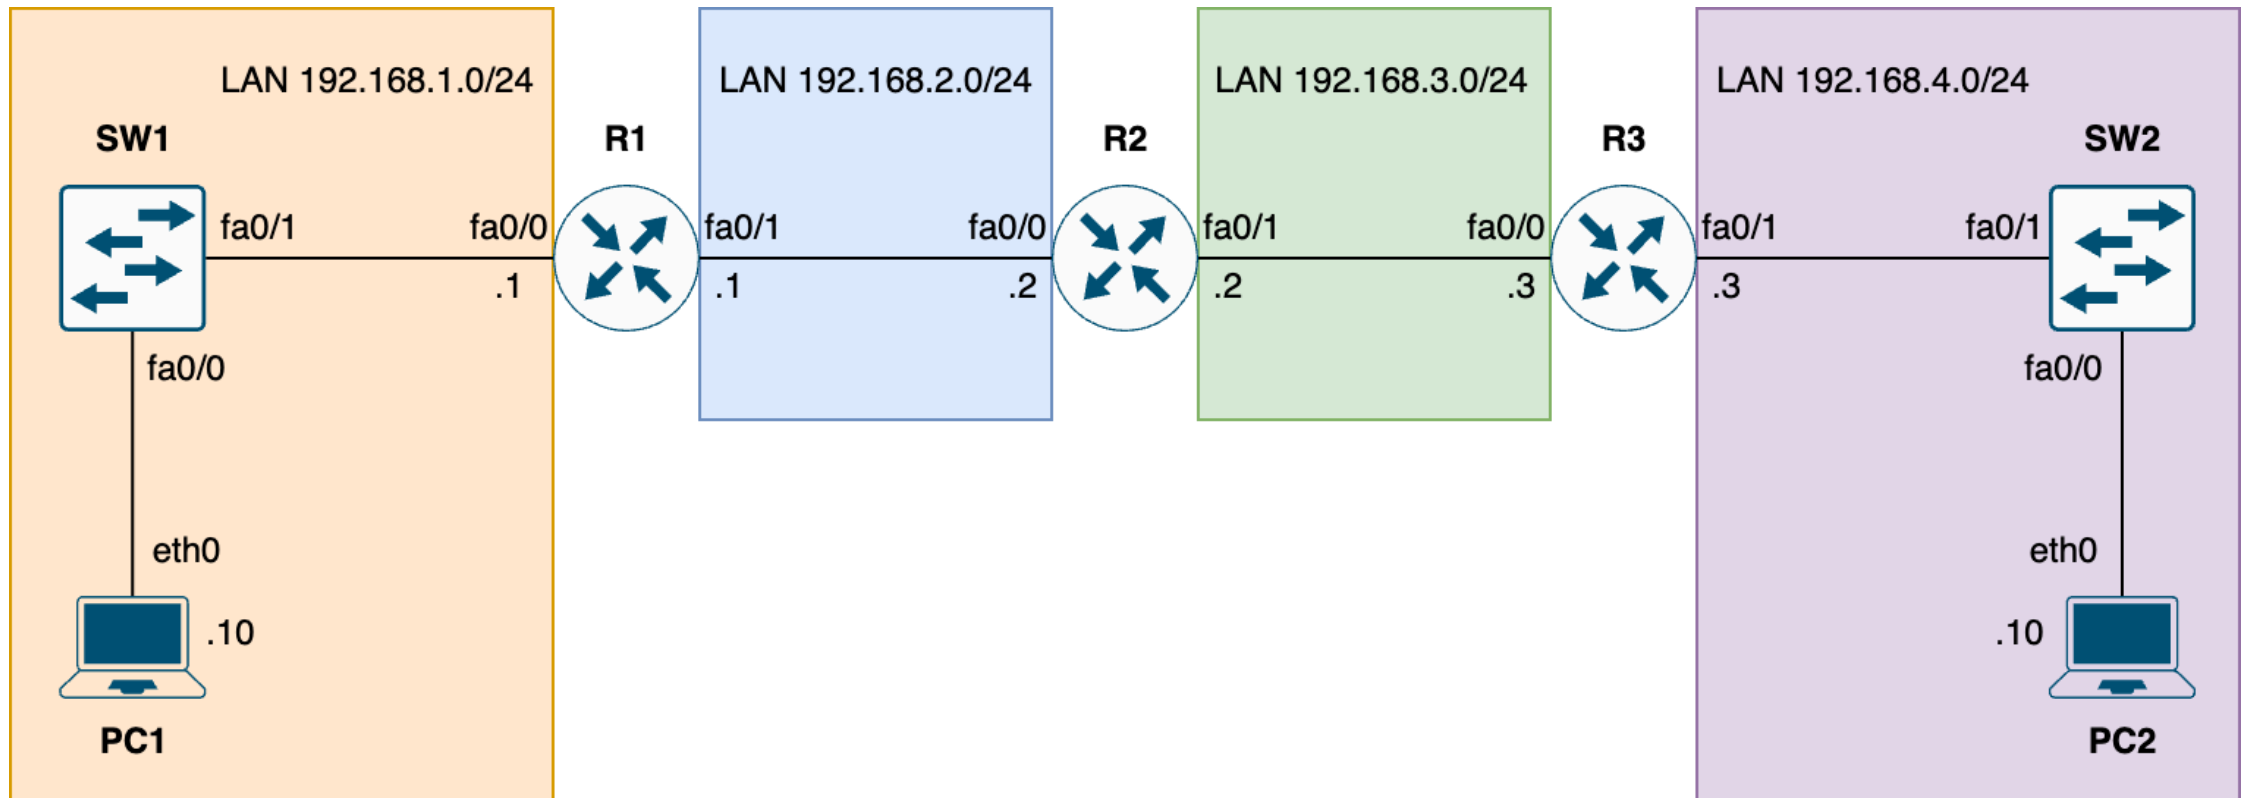 LAN 192.168.1.0/24
LAN 192.168.2.0/24
LAN 192.168.3.0/24
LAN 192.168.4.0/24
SW1
R1
R2
R3
SW2
fa0/1
fa0/0
fa0/1
fa0/0
fa0/1
fa0/0
fa0/1
fa0/1
.1
.1
.2
.2
.3
.3
fa0/0
fa0/0
eth0
eth0
.10
.10
PC1
PC2